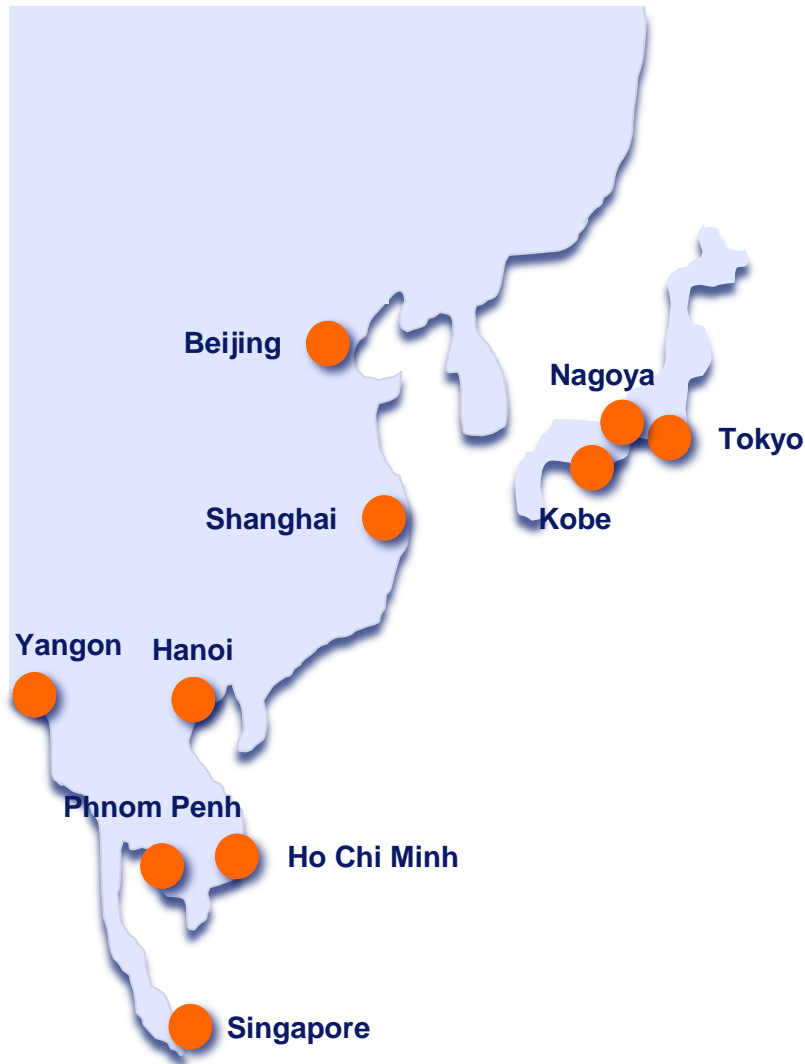 Beijing
Nagoya
Tokyo
Shanghai
Kobe
Yangon
Hanoi
Phnom Penh
Ho Chi Minh
Singapore